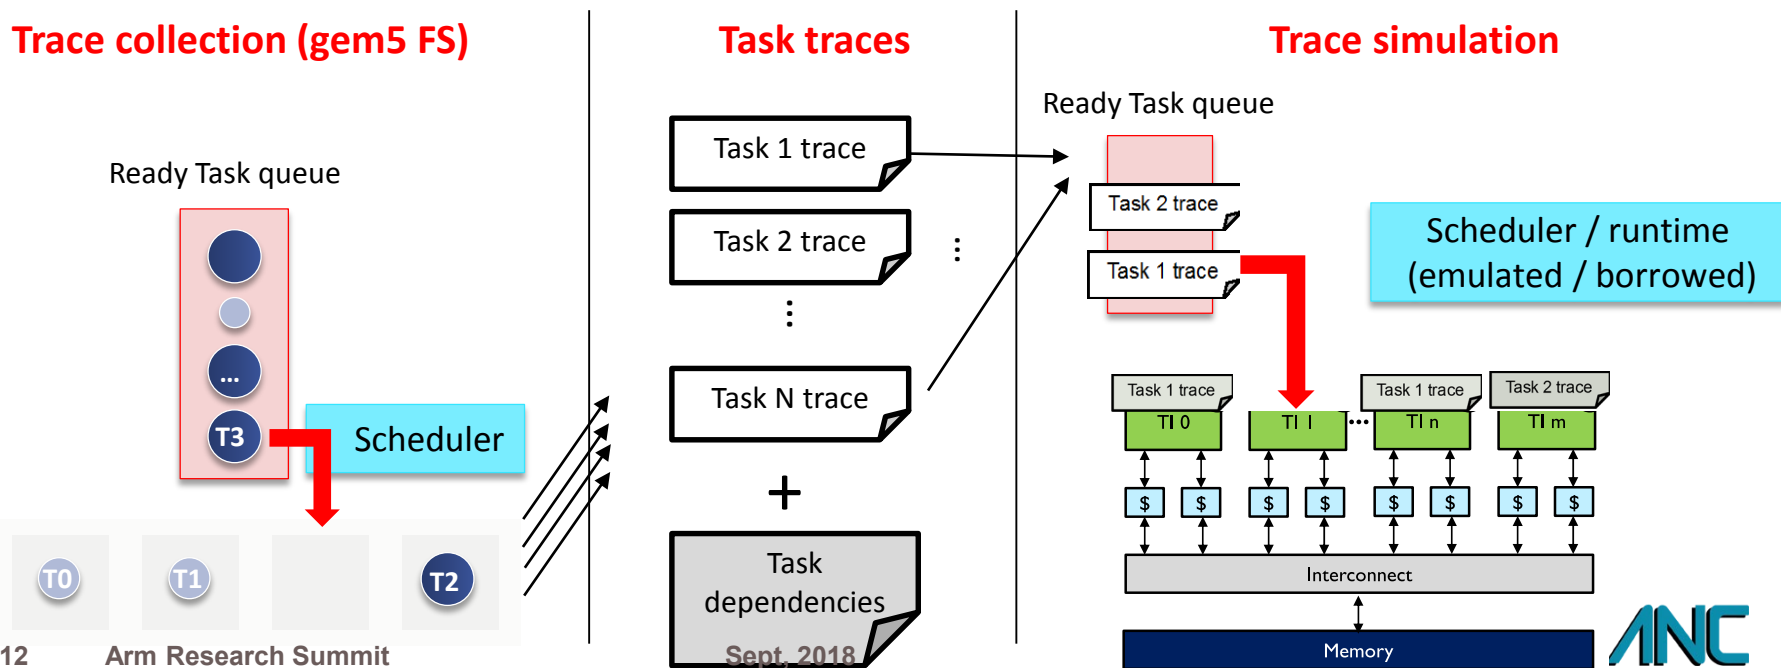 Trace collection (gem5 FS)
Ready Task queue
...
T3
Scheduler
T0
T1
T2
Task traces
Task 1 trace
Task 2 trace
...
...
Task N trace
+
Task
dependencies
Trace simulation
Ready Task queue
Task 2 trace
Task 1 trace
Scheduler / runtime
(emulated / borrowed)
Task 1 trace
Task 1 trace
Task 2 trace
TI 0
TI 1
...
TI n
TI m
$ $ $ $ $ $ $ $
Interconnect
Memory
12 Arm Research Summit
Sept, 2018
ANC